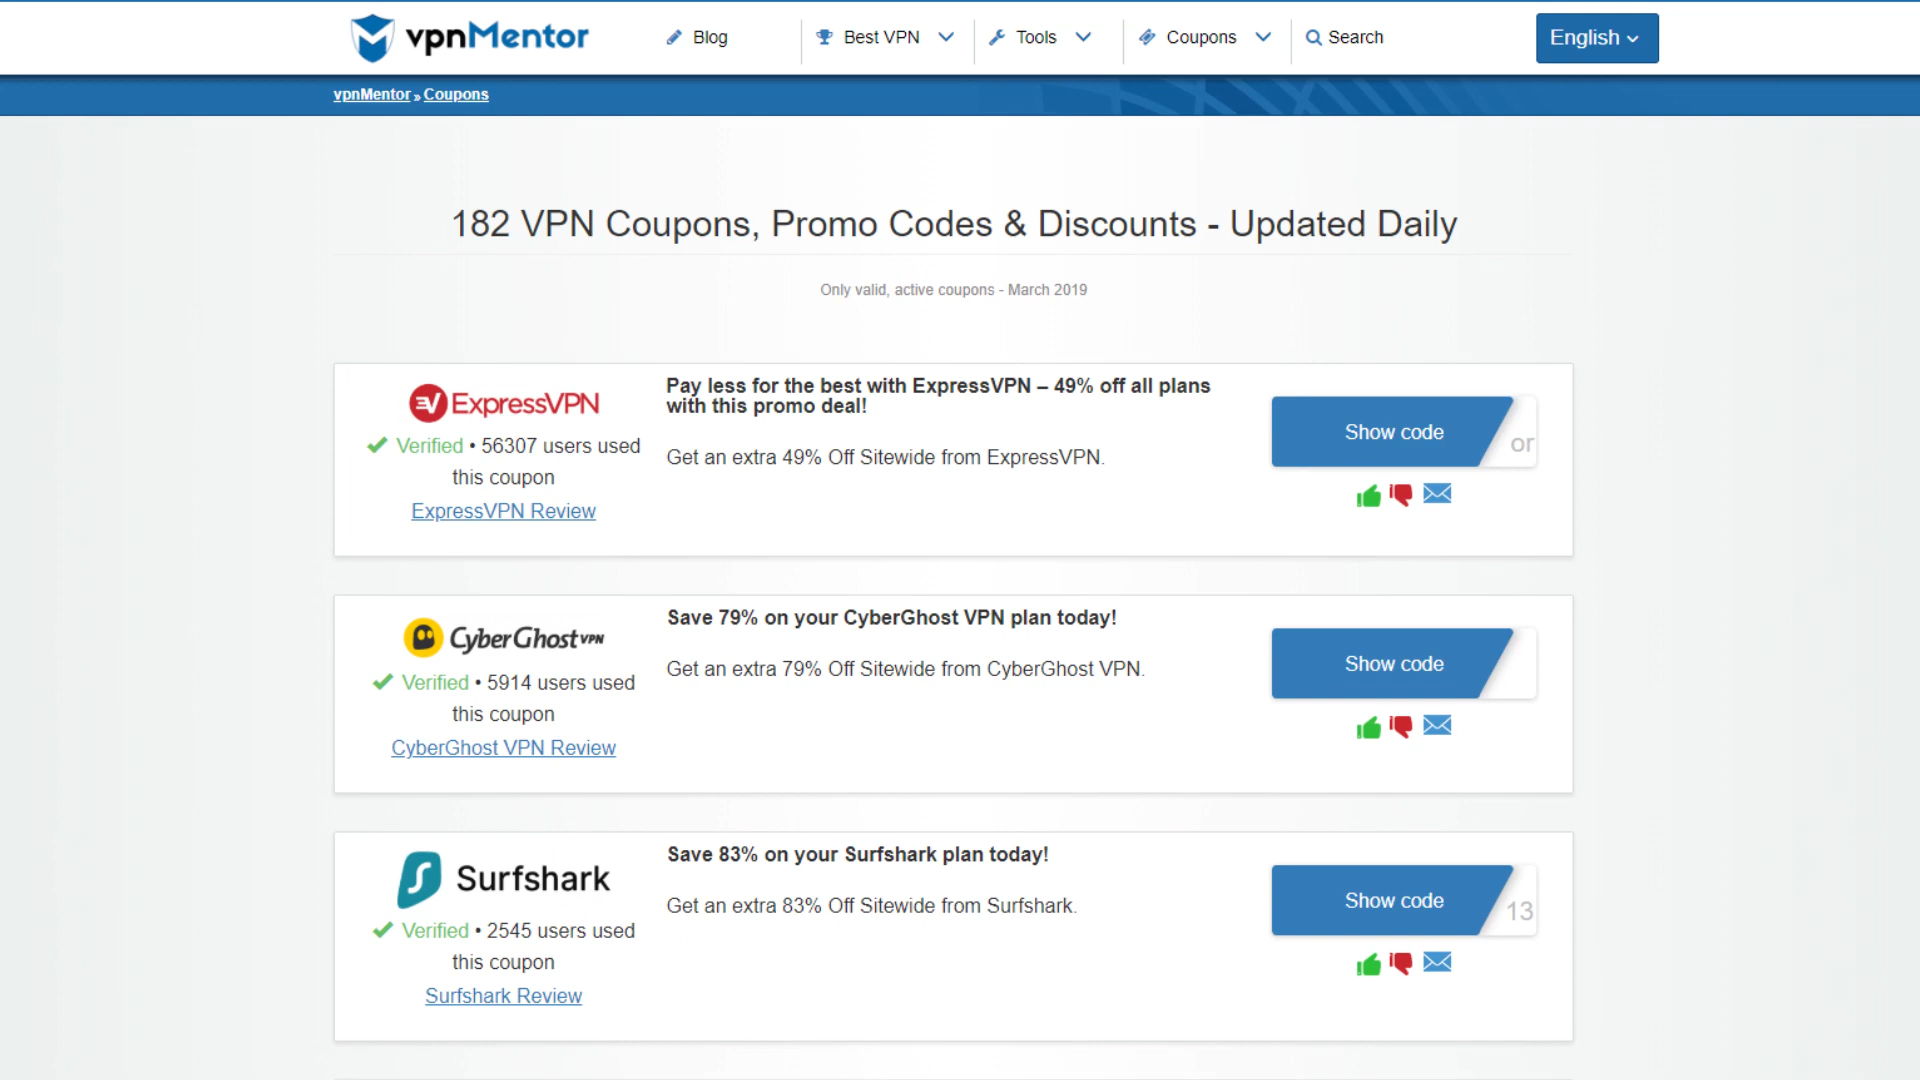 vpnMentor
Blog
Best VPN
Tools
Coupons
Search
English
vpnMentor » Coupons
182 VPN Coupons, Promo Codes & Discounts - Updated Daily
Only valid, active coupons - March 2019
ExpressVPN
Verified • 56307 users used
this coupon
ExpressVPN Review
Pay less for the best with ExpressVPN – 49% off all plans
with this promo deal!
Get an extra 49% Off Sitewide from ExpressVPN.
Show code
or
CyberGhost VPN
Verified • 5914 users used
this coupon
CyberGhost VPN Review
Save 79% on your CyberGhost VPN plan today!
Get an extra 79% Off Sitewide from CyberGhost VPN.
Show code
Surfshark
Verified • 2545 users used
this coupon
Surfshark Review
Save 83% on your Surfshark plan today!
Get an extra 83% Off Sitewide from Surfshark.
Show code
13